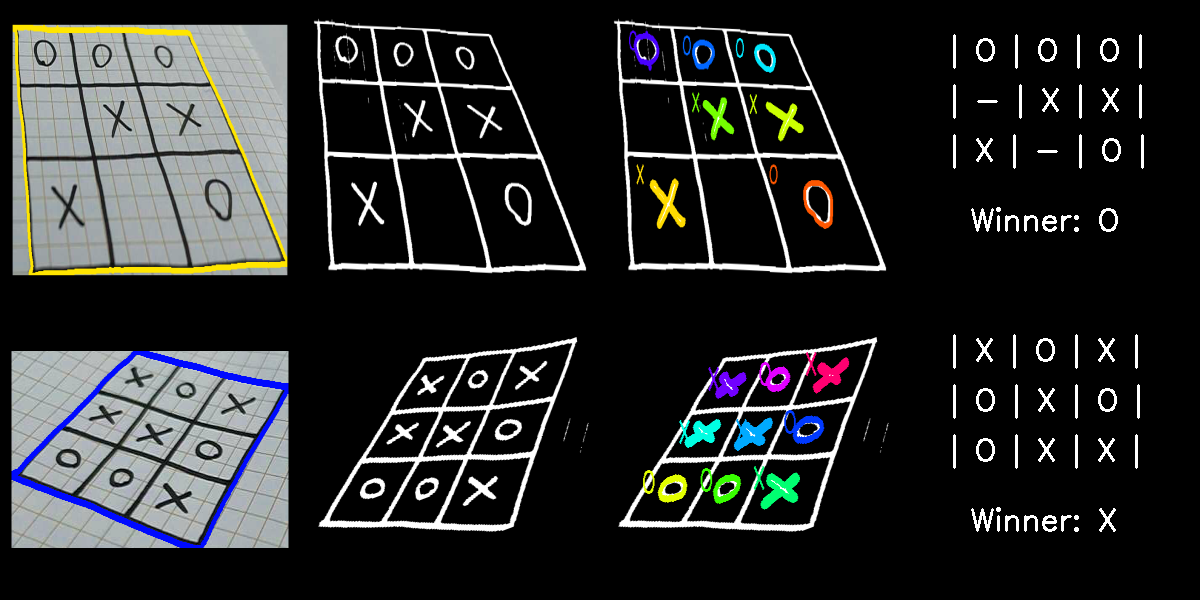 O O O
X X
X O
O O O
X X
X O
O O O O O O
X X X X
X X O O
| O | O | O |
| – | X | X |
| X | – | O |
Winner: O
X O X
X X O
O O X
X O X
X X O
O O X
X X O O X X
X X X X O O
O O O O X X
| X | O | X |
| O | X | O |
| O | X | X |
Winner: X